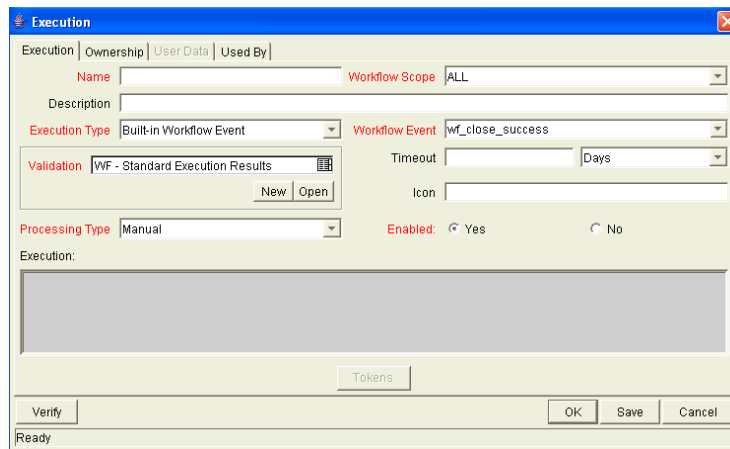 Execution
Execution Ownership User Data Used By
Name Workflow Scope ALL
Description
Execution Type Built-in Workflow Event Workflow Event wf_close_success
Validation WF - Standard Execution Results Timeout Days
New Open Icon
Processing Type Manual Enabled: Yes No
Execution:
Tokens
Verify OK Save Cancel
Ready